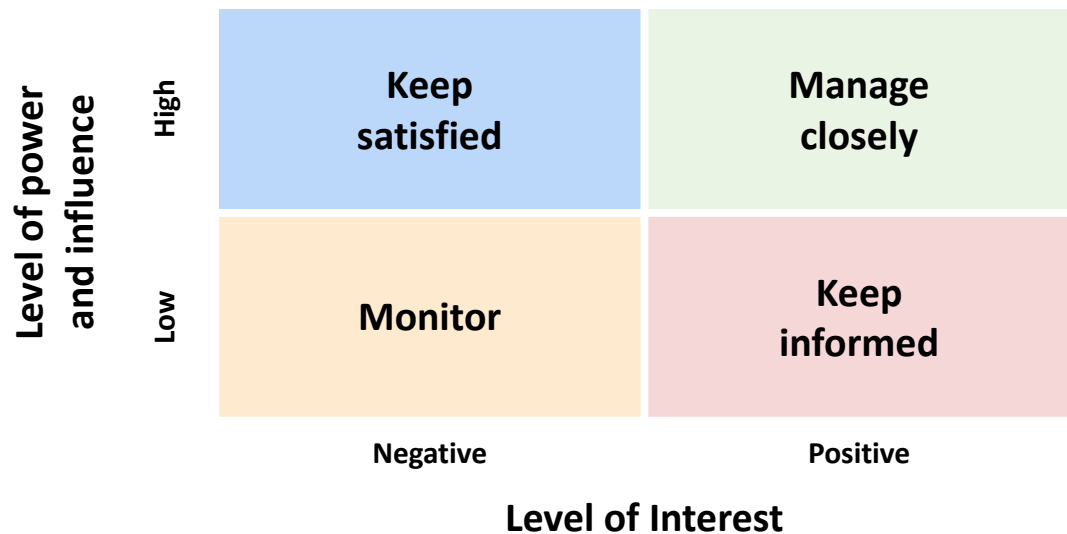 Level of power
and influence
High
Keep
satisfied
Manage
closely
Low
Monitor
Keep
informed
Negative
Positive
Level of Interest